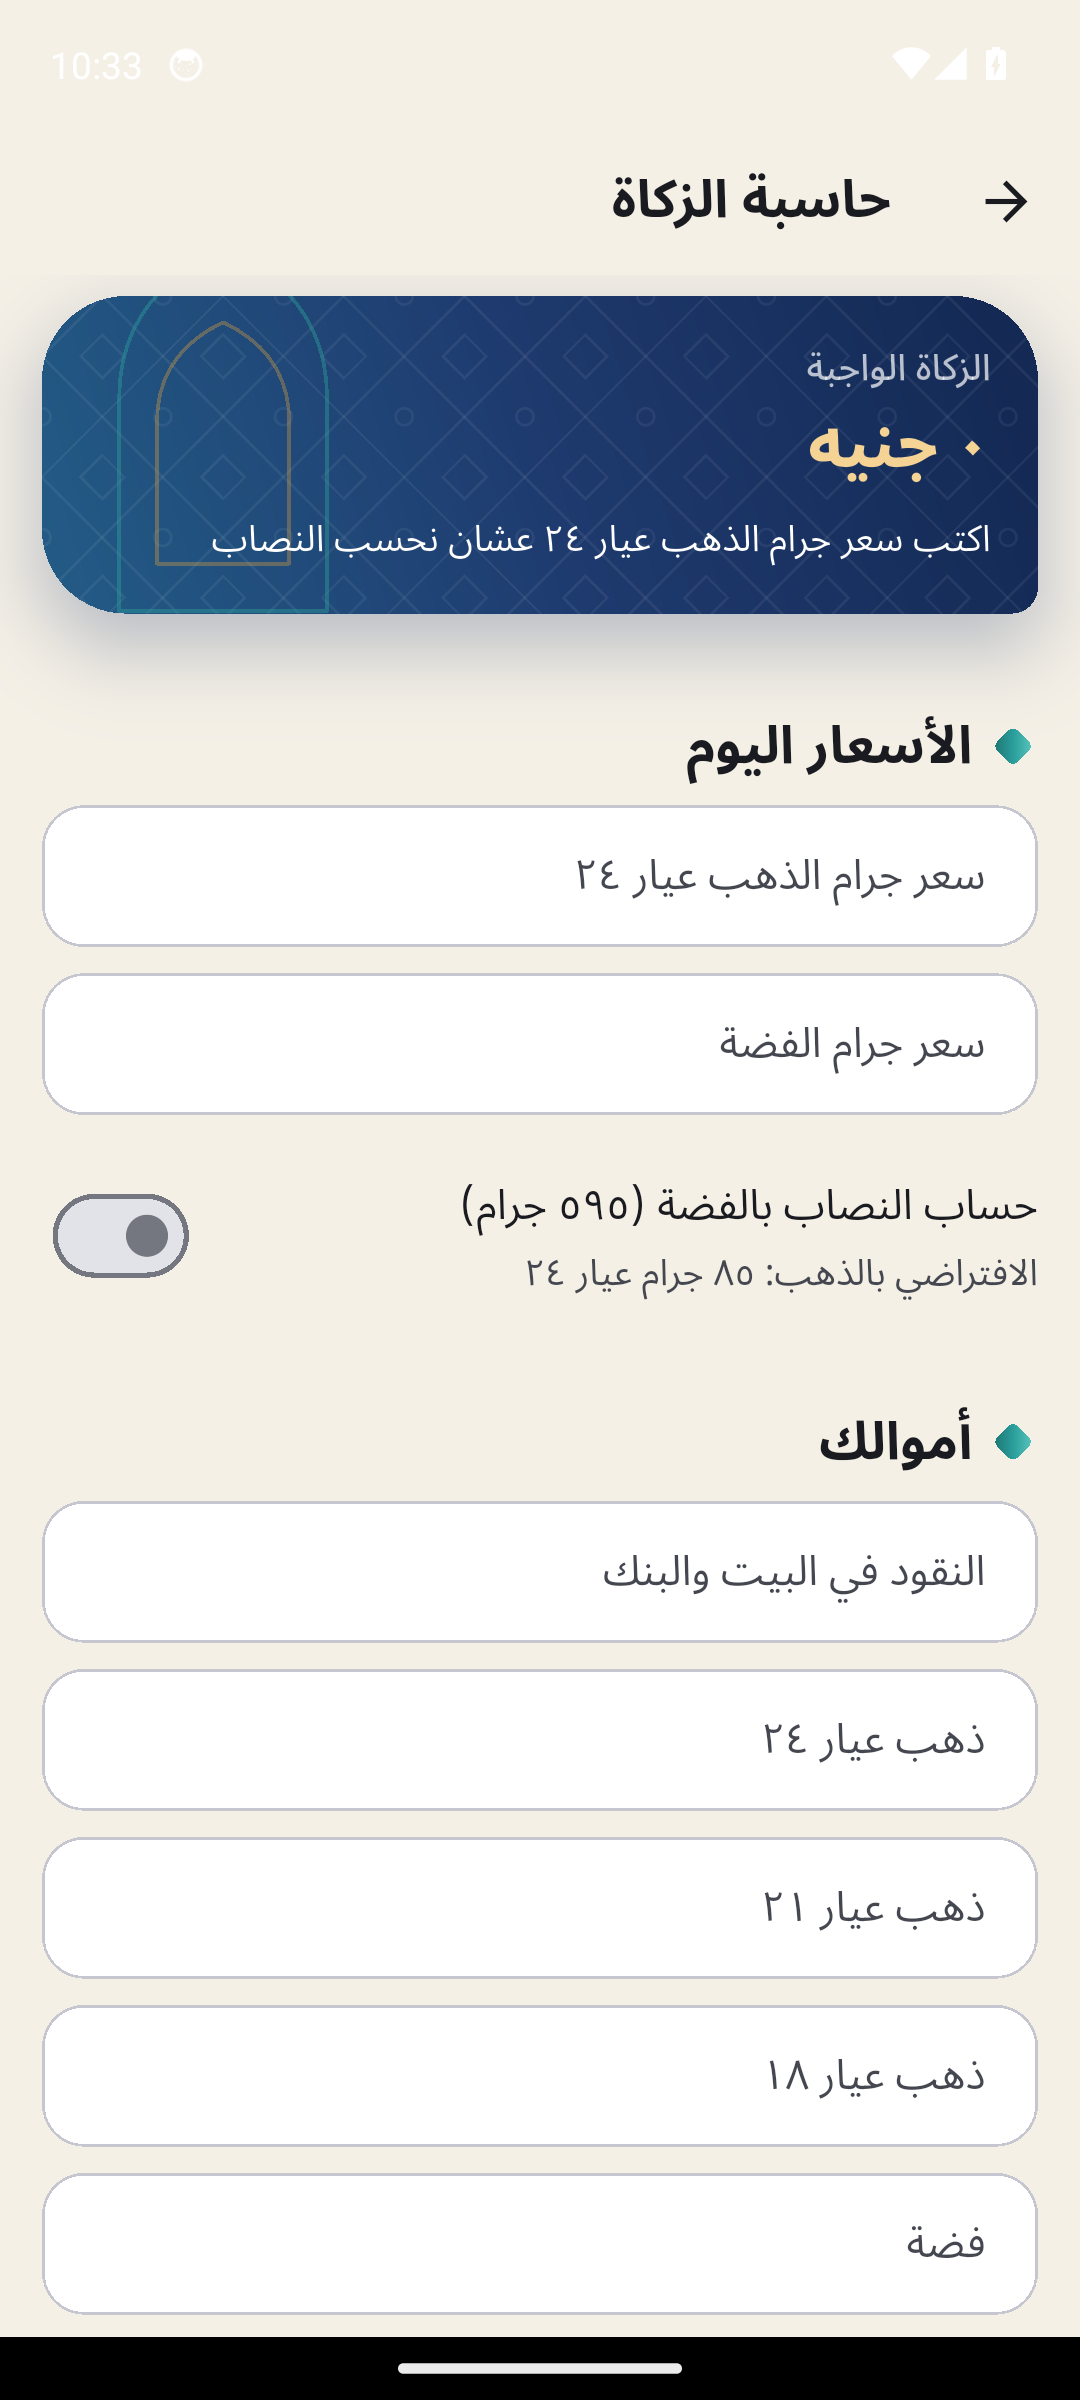 10:33
حاسبة الزكاة
الزكاة الواجبة
٠ جنيه
اكتب سعر جرام الذهب عيار ٢٤ عشان نحسب النصاب
الأسعار اليوم
سعر جرام الذهب عيار ٢٤
سعر جرام الفضة
حساب النصاب بالفضة (٥٩٥ جرام)
الافتراضي بالذهب: ٨٥ جرام عيار ٢٤
أموالك
النقود في البيت والبنك
ذهب عيار ٢٤
ذهب عيار ٢١
ذهب عيار ١٨
فضة